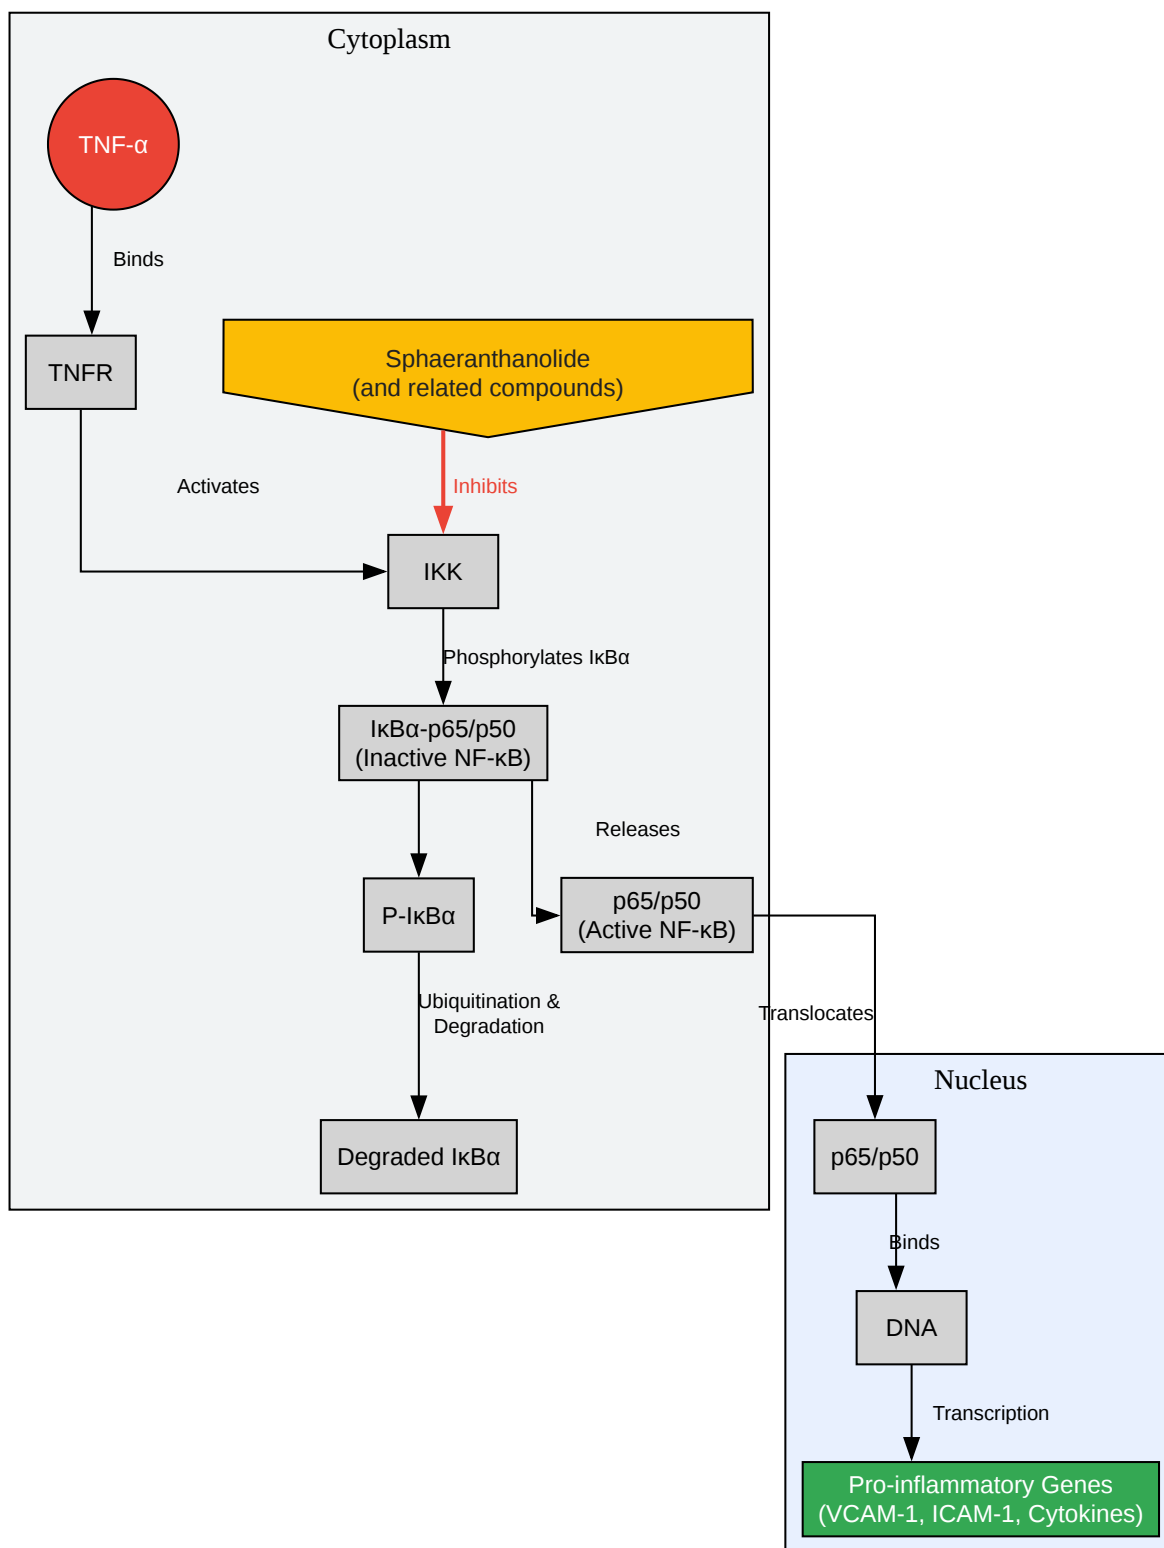 Cytoplasm
TNF-α
Binds
TNFR
Sphaeranthanolide
(and related compounds)
Activates
Inhibits
IKK
Phosphorylates IκBα
IκBα-p65/p50
(Inactive NF-κB)
Releases
P-IκBα
p65/p50
(Active NF-κB)
Ubiquitination &
Degradation
Translocates
Degraded IκBα
Nucleus
p65/p50
Binds
DNA
Transcription
Pro-inflammatory Genes
(VCAM-1, ICAM-1, Cytokines)